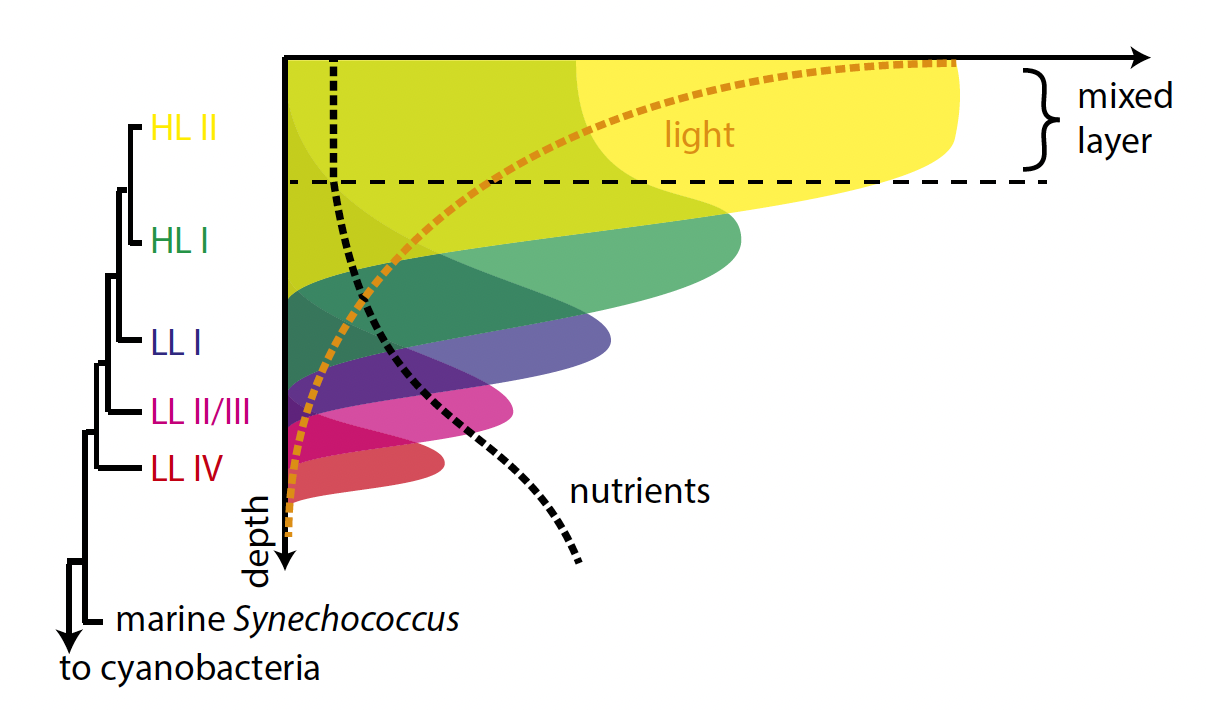 mixed
layer
HL II
light
HL I
LL I
LL II/III
LL IV
nutrients
depth
marine Synechococcus
to cyanobacteria